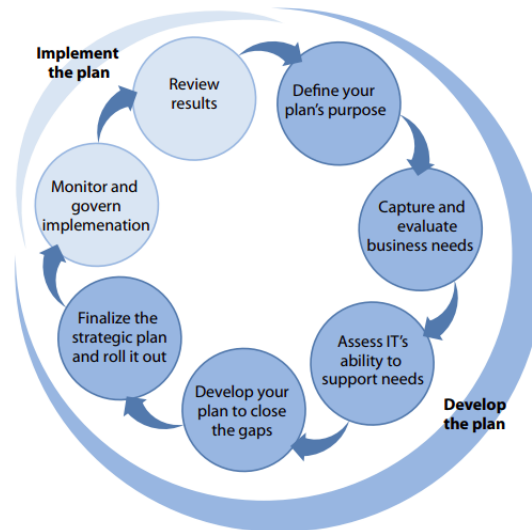 Implement
the plan
Review
results
Define your
plan's purpose
Capture and
evaluate
business needs
Assess IT's
ability to
support needs
Develop your
plan to close
the gaps
Finalize the
strategic plan
and roll it out
Monitor and
govern
implemenation
Develop
the plan